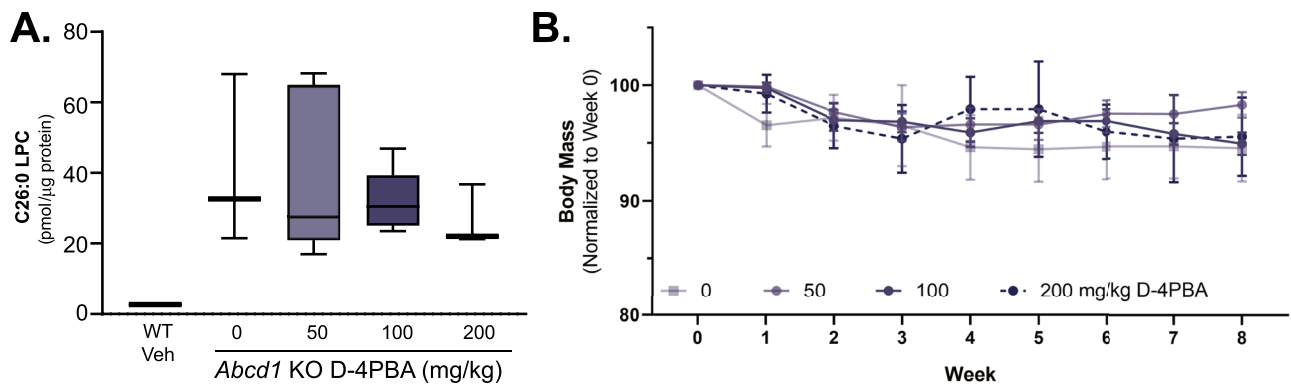 A.
80
60
40
20
0
C26:0 LPC
(pmol/µg protein)
WT
Veh
0
50
100
200
Abcd1 KO D-4PBA (mg/kg)
B.
100
90
80
Body Mass
(Normalized to Week 0)
0
50
100
200 mg/kg D-4PBA
0
1
2
3
4
5
6
7
8
Week